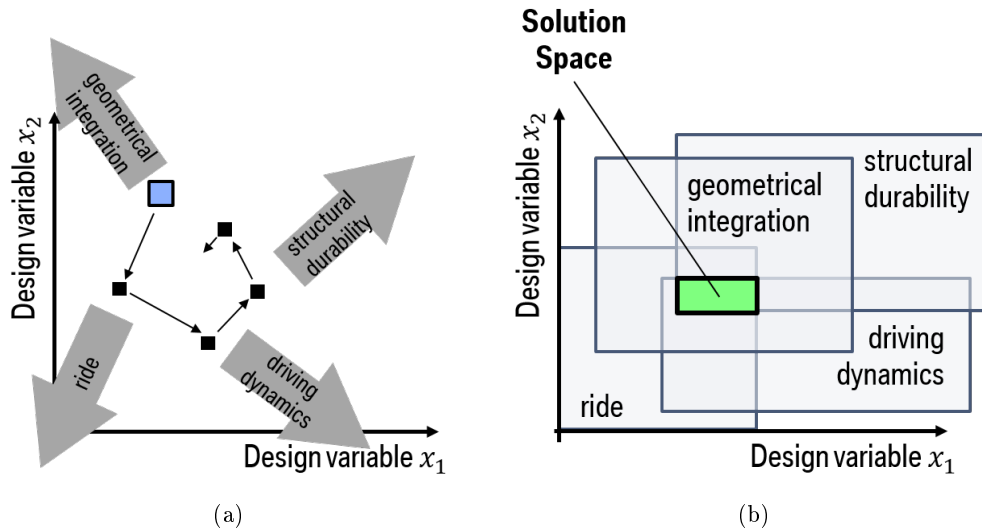 geometrical
integration
structural
durability
ride
driving
dynamics
Design variable x₂
Design variable x₁
(a)
Solution
Space
geometrical
integration
structural
durability
driving
dynamics
ride
Design variable x₂
Design variable x₁
(b)